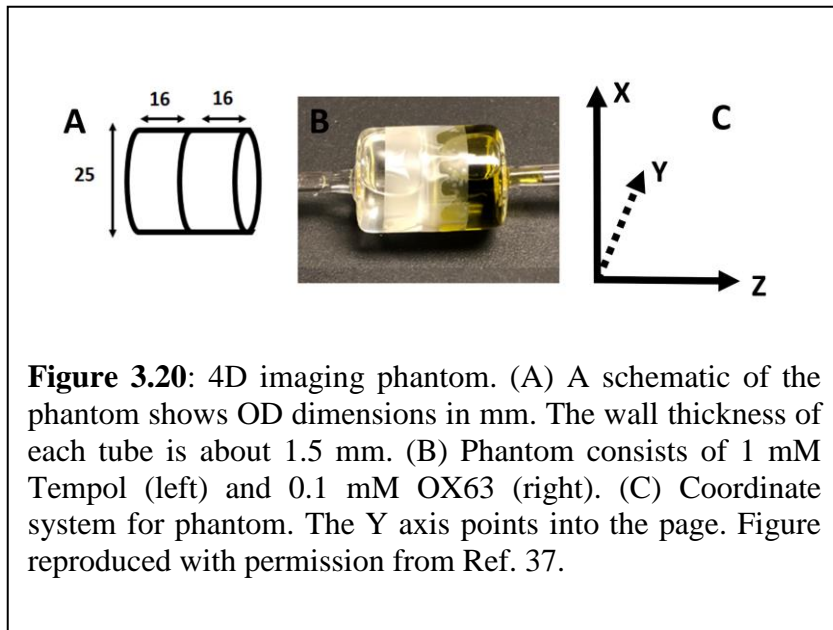 A
16 16
25
B
X
Y
Z
C
Figure 3.20: 4D imaging phantom. (A) A schematic of the
phantom shows OD dimensions in mm. The wall thickness of
each tube is about 1.5 mm. (B) Phantom consists of 1 mM
Tempol (left) and 0.1 mM OX63 (right). (C) Coordinate
system for phantom. The Y axis points into the page. Figure
reproduced with permission from Ref. 37.